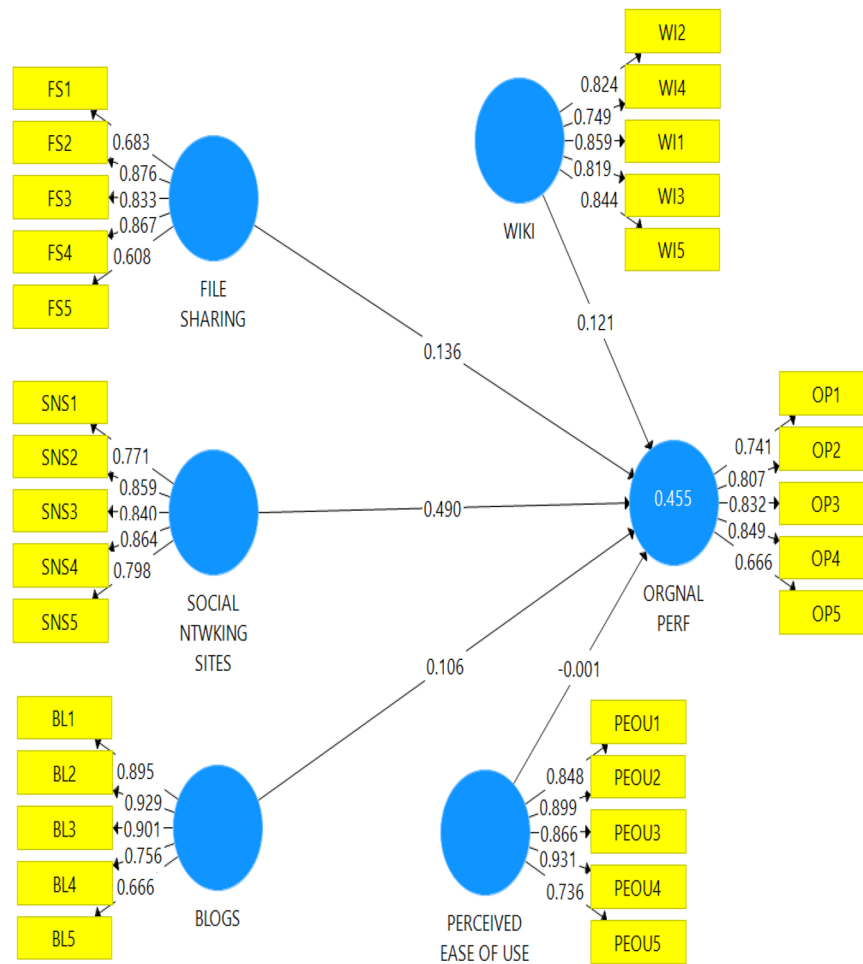 FS1
FS2
FS3
FS4
FS5
0.683
0.876
0.833
0.867
0.608
FILE
SHARING
WI2
WI4
WI1
WI3
WI5
0.824
0.749
0.859
0.819
0.844
WIKI
0.136
0.121
SNS1
SNS2
SNS3
SNS4
SNS5
0.771
0.859
0.840
0.864
0.798
SOCIAL
NTWKING
SITES
0.490
0.455
ORGNAL
PERF
OP1
OP2
OP3
OP4
OP5
0.741
0.807
0.832
0.849
0.666
0.106
-0.001
BL1
BL2
BL3
BL4
BL5
0.895
0.929
0.901
0.756
0.666
BLOGS
PERCEIVED
EASE OF USE
PEOU1
PEOU2
PEOU3
PEOU4
PEOU5
0.848
0.899
0.866
0.931
0.736